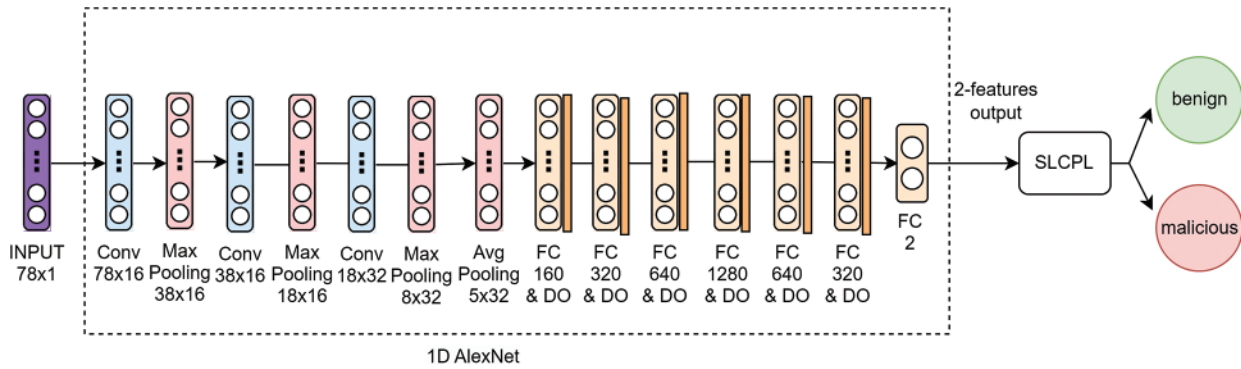 INPUT
78x1
Conv
78x16
Max
Pooling
38x16
Conv
38x16
Max
Pooling
18x16
Conv
18x32
Max
Pooling
8x32
Avg
Pooling
5x32
FC
160
& DO
FC
320
& DO
FC
640
& DO
FC
1280
& DO
FC
640
& DO
FC
320
& DO
FC
2
2-features
output
SLCPL
benign
malicious
1D AlexNet